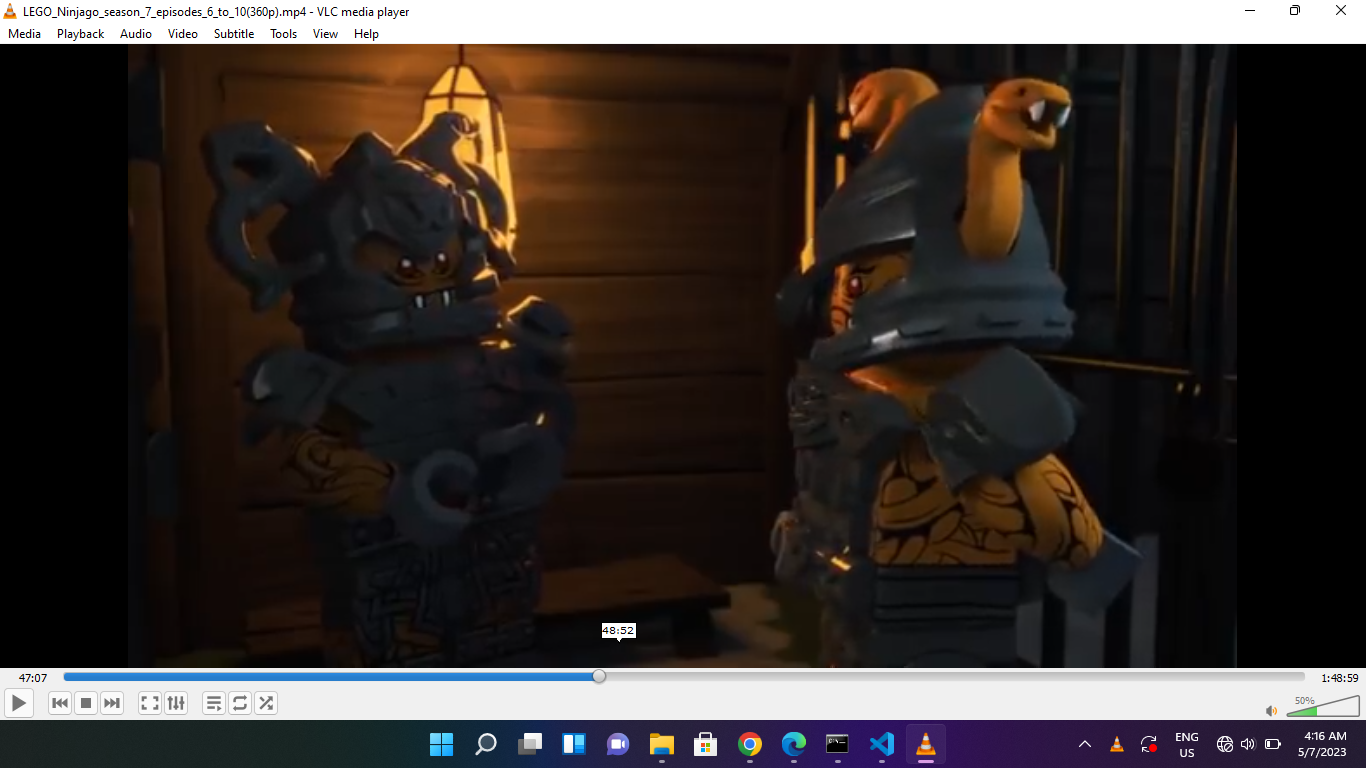 LEGO_Ninjago_season_7_episodes_6_to_10(360p).mp4 - VLC media player
Media Playback Audio Video Subtitle Tools View Help
48:52
47:07 1:48:59
50%
ENG 4:16 AM
US 5/7/2023